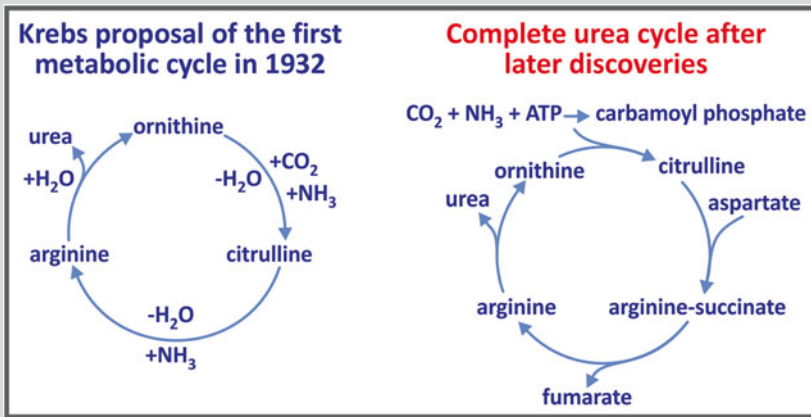 Krebs proposal of the first
metabolic cycle in 1932
ornithine
urea
+H₂O
+CO₂
-H₂O
+NH₃
arginine
citrulline
-H₂O
+NH₃
Complete urea cycle after
later discoveries
CO₂ + NH₃ + ATP → carbamoyl phosphate
ornithine
citrulline
urea
aspartate
arginine
arginine-succinate
fumarate